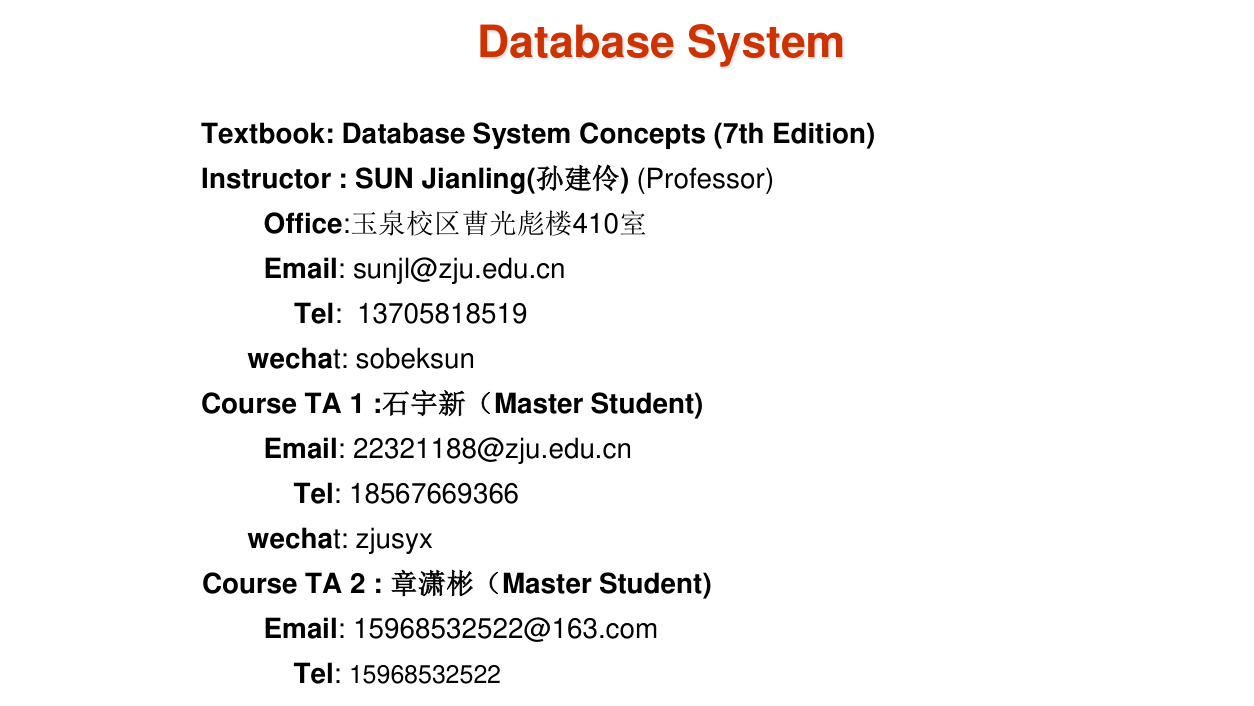 Database System
Textbook: Database System Concepts (7th Edition)
Instructor : SUN Jianling(孙建伶) (Professor)
Office:玉泉校区曹光彪楼410室
Email: sunjl@zju.edu.cn
Tel: 13705818519
wechat: sobeksun
Course TA 1 :石宇新（Master Student)
Email: 22321188@zju.edu.cn
Tel: 18567669366
wechat: zjusyx
Course TA 2 : 章潇彬（Master Student)
Email: 15968532522@163.com
Tel: 15968532522